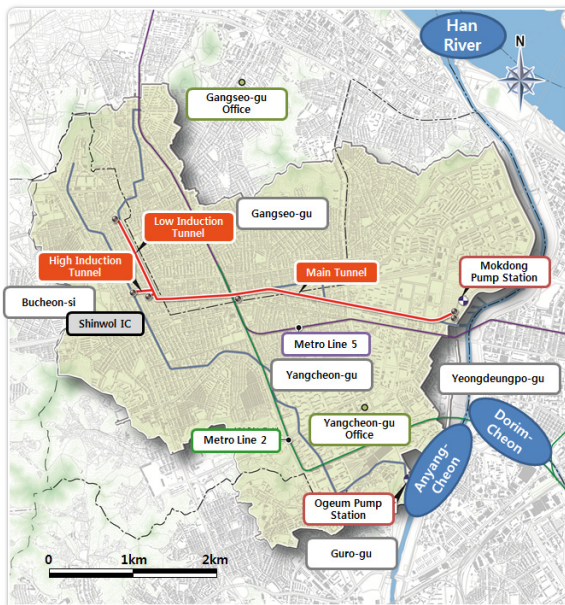 Han
River
N
Gangseo-gu
Office
Low Induction
Tunnel
Gangseo-gu
High Induction
Tunnel
Main Tunnel
Mokdong
Pump Station
Bucheon-si
Shinwol IC
Metro Line 5
Yangcheon-gu
Yeongdeungpo-gu
Yangcheon-gu
Office
Dorim-
Cheon
Metro Line 2
Anyang-
Cheon
Ogeum Pump
Station
Guro-gu
0 1km 2km